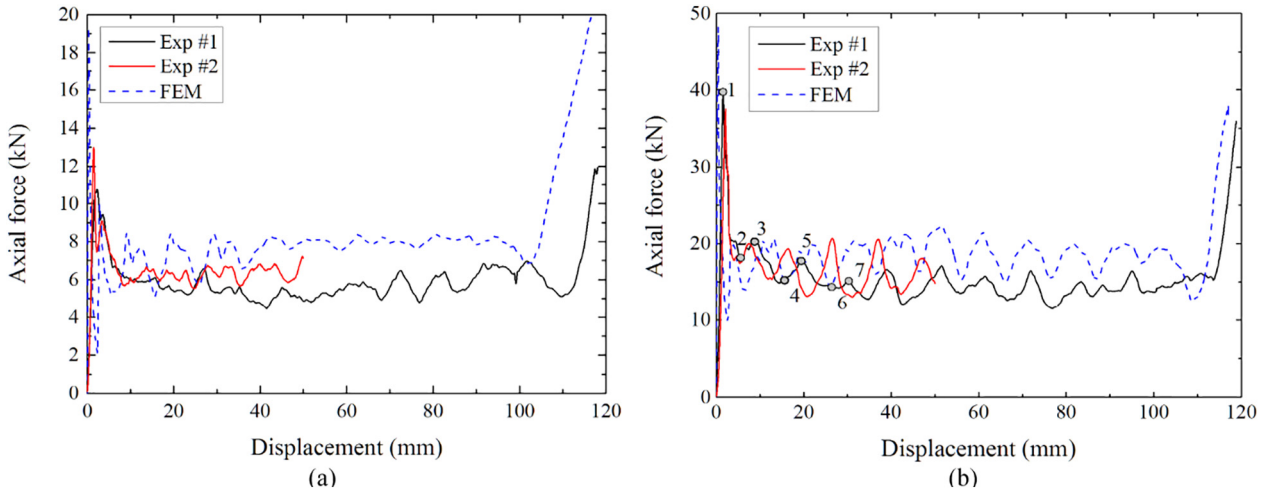 20
18
16
14
12
10
8
6
4
2
0
Axial force (kN)
Exp #1
Exp #2
FEM
0 20 40 60 80 100 120
Displacement (mm)
(a)
50
40
30
20
10
0
Axial force (kN)
Exp #1
Exp #2
FEM
1
2
3
4
5
6
7
0 20 40 60 80 100 120
Displacement (mm)
(b)